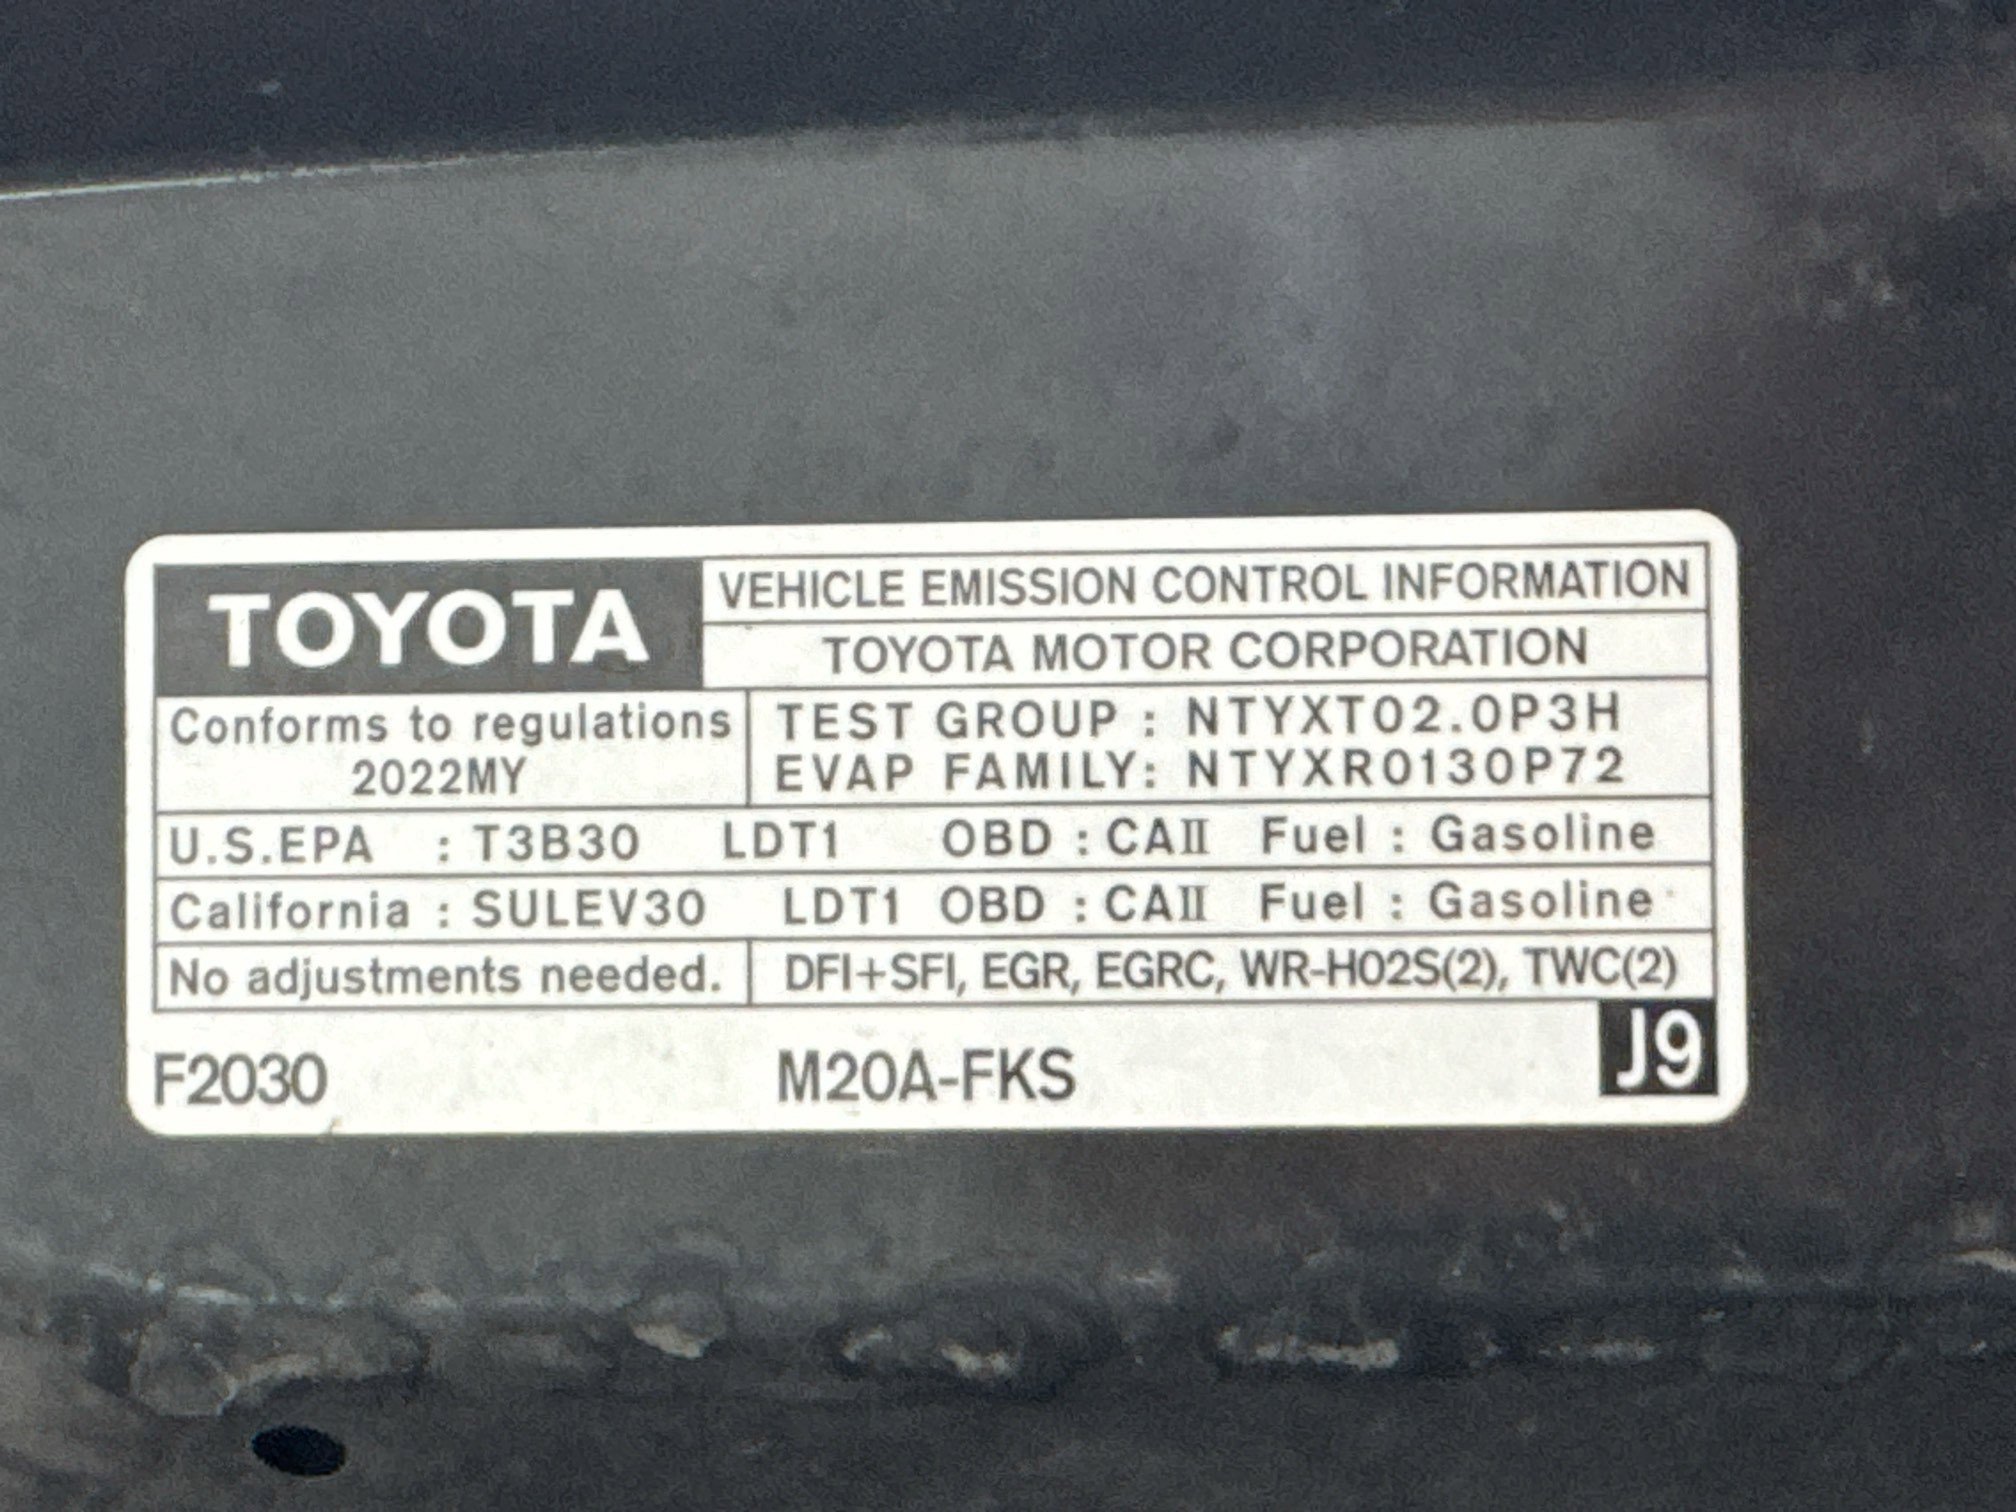 TOYOTA
VEHICLE EMISSION CONTROL INFORMATION
TOYOTA MOTOR CORPORATION
Conforms to regulations
2022MY
TEST GROUP : NTYXT02.0P3H
EVAP FAMILY: NTYXR0130P72
U.S.EPA : T3B30 LDT1 OBD : CAII Fuel : Gasoline
California : SULEV30 LDT1 OBD : CAII Fuel : Gasoline
No adjustments needed.
DFI+SFI, EGR, EGRC, WR-HO2S(2), TWC(2)
F2030
M20A-FKS
J9